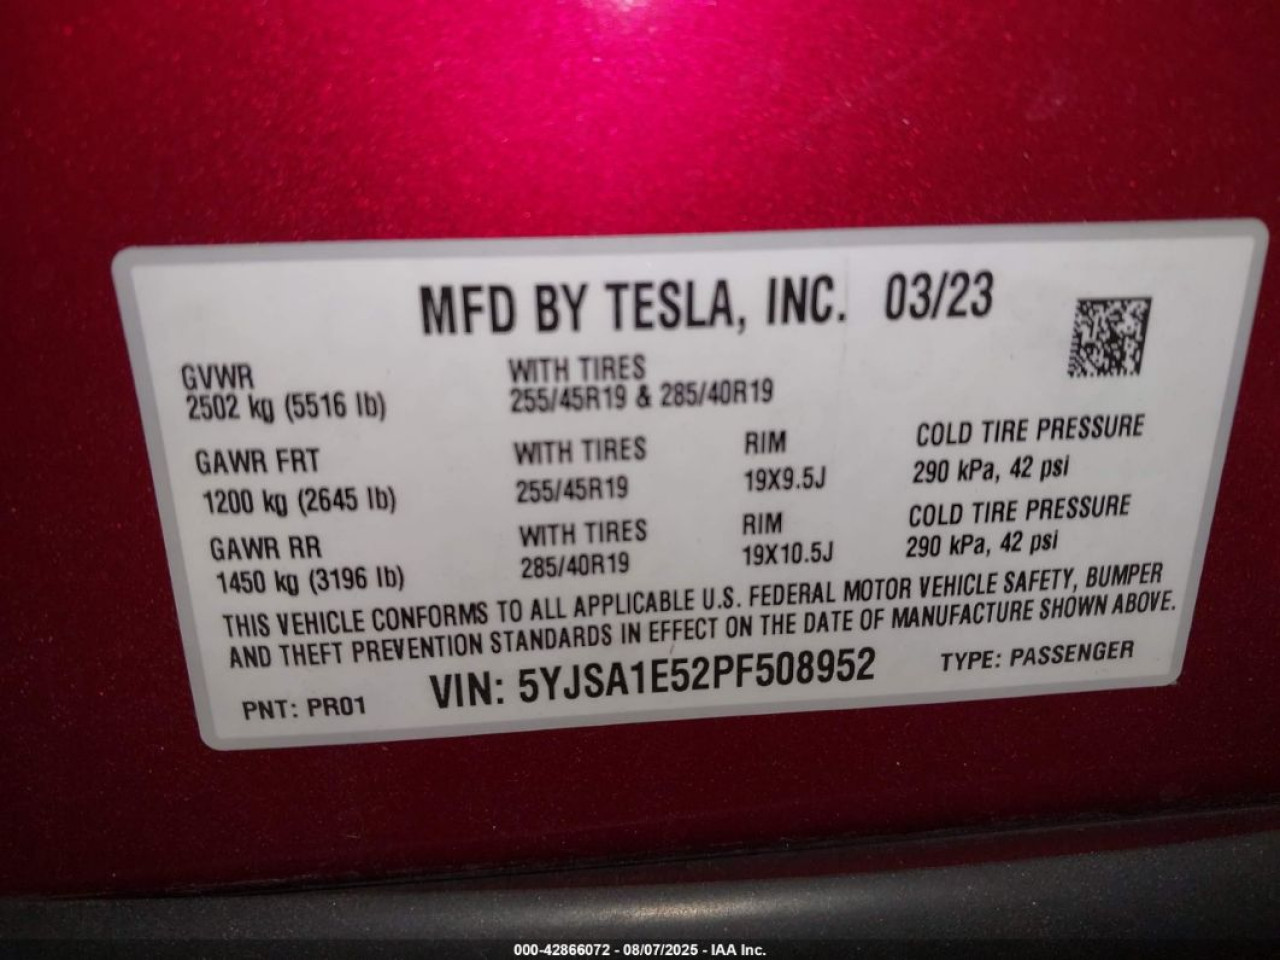 MFD BY TESLA, INC. 03/23
GVWR
2502 kg (5516 lb)
WITH TIRES
255/45R19 & 285/40R19
GAWR FRT
1200 kg (2645 lb)
WITH TIRES
255/45R19
RIM
19X9.5J
COLD TIRE PRESSURE
290 kPa, 42 psi
GAWR RR
1450 kg (3196 lb)
WITH TIRES
285/40R19
RIM
19X10.5J
COLD TIRE PRESSURE
290 kPa, 42 psi
THIS VEHICLE CONFORMS TO ALL APPLICABLE U.S. FEDERAL MOTOR VEHICLE SAFETY, BUMPER
AND THEFT PREVENTION STANDARDS IN EFFECT ON THE DATE OF MANUFACTURE SHOWN ABOVE.
PNT: PR01
VIN: 5YJSA1E52PF508952
TYPE: PASSENGER
000-42866072 - 08/07/2025 - IAA Inc.